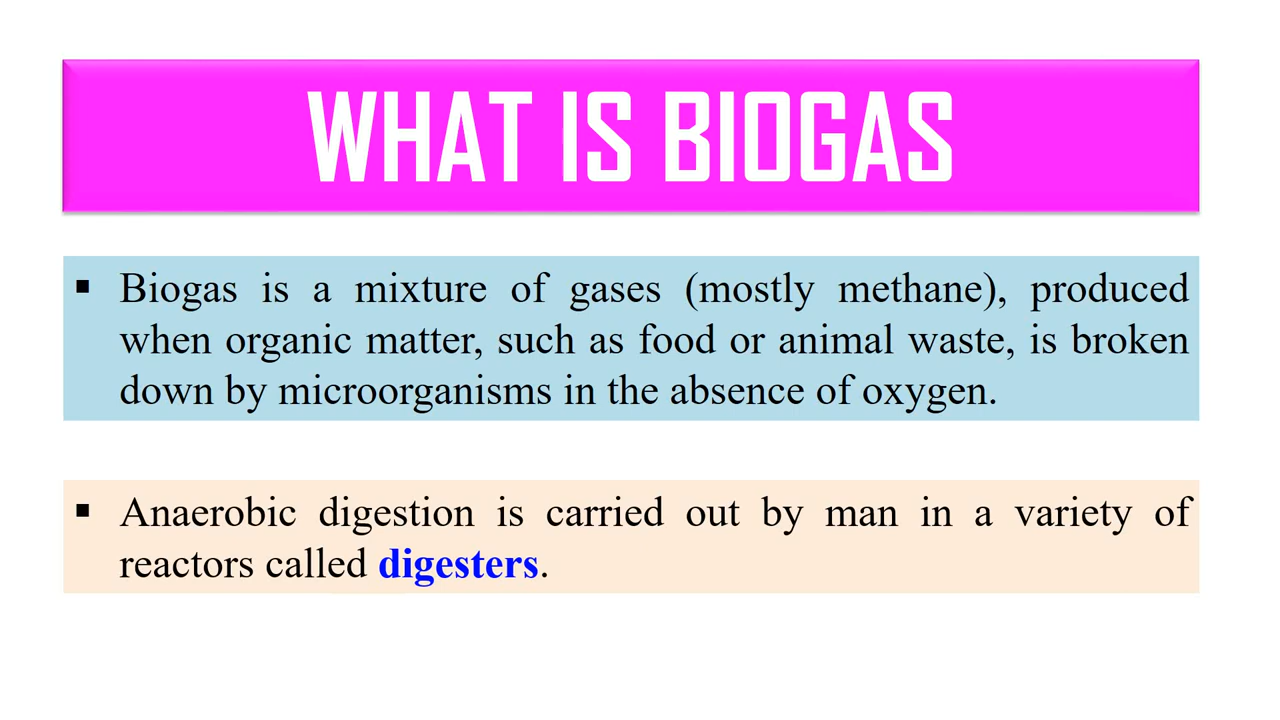 WHAT IS BIOGAS
▪ Biogas is a mixture of gases (mostly methane), produced
when organic matter, such as food or animal waste, is broken
down by microorganisms in the absence of oxygen.
▪ Anaerobic digestion is carried out by man in a variety of
reactors called digesters.